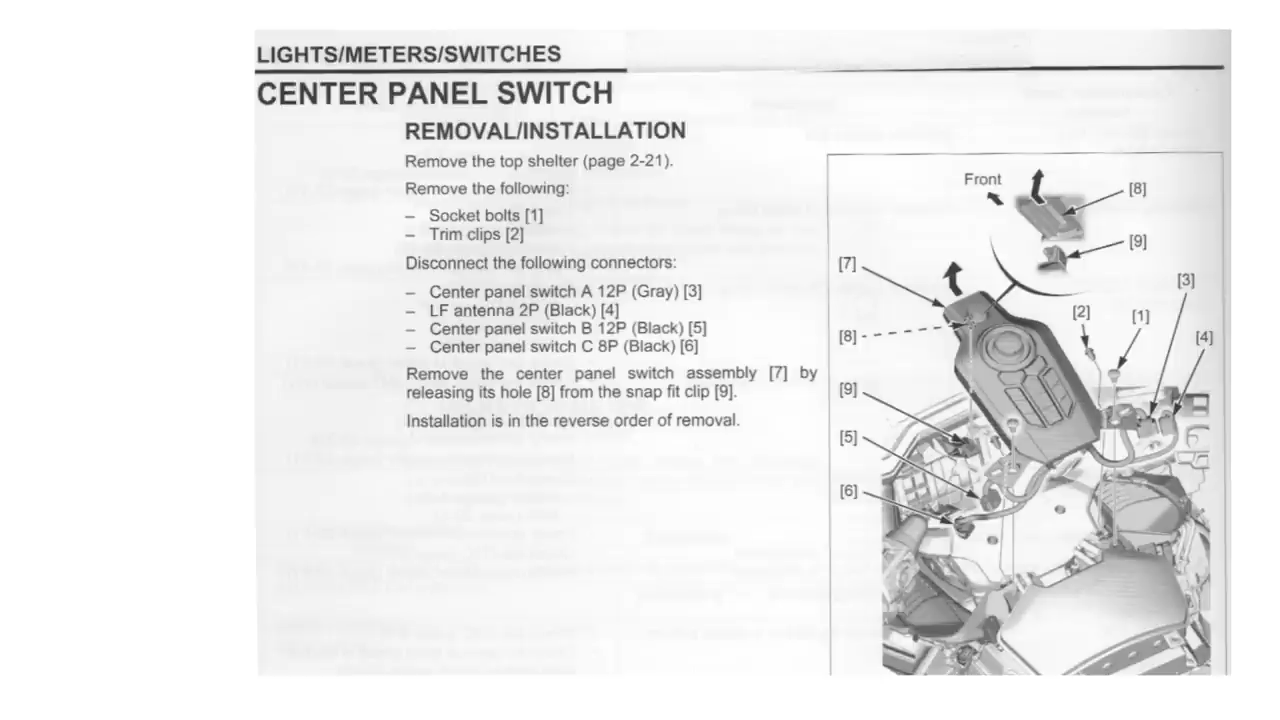 LIGHTS/METERS/SWITCHES
CENTER PANEL SWITCH
REMOVAL/INSTALLATION
Remove the top shelter (page 2-21).
Remove the following:
– Socket bolts [1]
– Trim clips [2]
Disconnect the following connectors:
– Center panel switch A 12P (Gray) [3]
– LF antenna 2P (Black) [4]
– Center panel switch B 12P (Black) [5]
– Center panel switch C 8P (Black) [6]
Remove the center panel switch assembly [7] by
releasing its hole [8] from the snap fit clip [9].
Installation is in the reverse order of removal.
Front
[8]
[9]
[7]
[3]
[2]
[1]
[8]
[4]
[9]
[5]
[6]